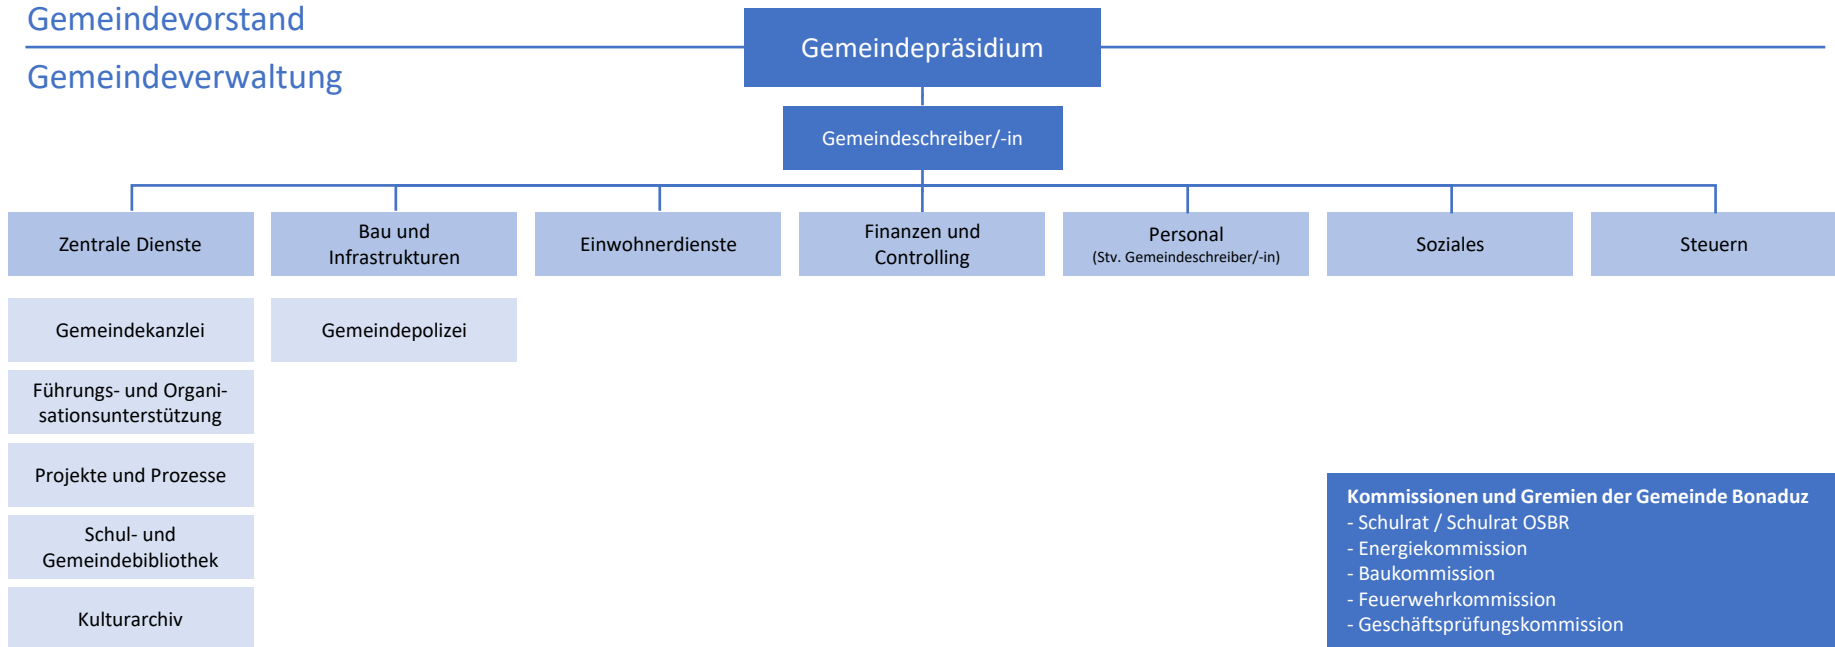 Gemeindevorstand
Gemeindepräsidium
Gemeindeverwaltung
Gemeindeschreiber/-in
Zentrale Dienste
Bau und
Infrastrukturen
Einwohnerdienste
Finanzen und
Controlling
Personal
(Stv. Gemeindeschreiber/-in)
Soziales
Steuern
Gemeindekanzlei
Gemeindepolizei
Führungs- und Organi-
sationsunterstützung
Projekte und Prozesse
Schul- und
Gemeindebibliothek
Kulturarchiv
Kommissionen und Gremien der Gemeinde Bonaduz
- Schulrat / Schulrat OSBR
- Energiekommission
- Baukommission
- Feuerwehrkommission
- Geschäftsprüfungskommission